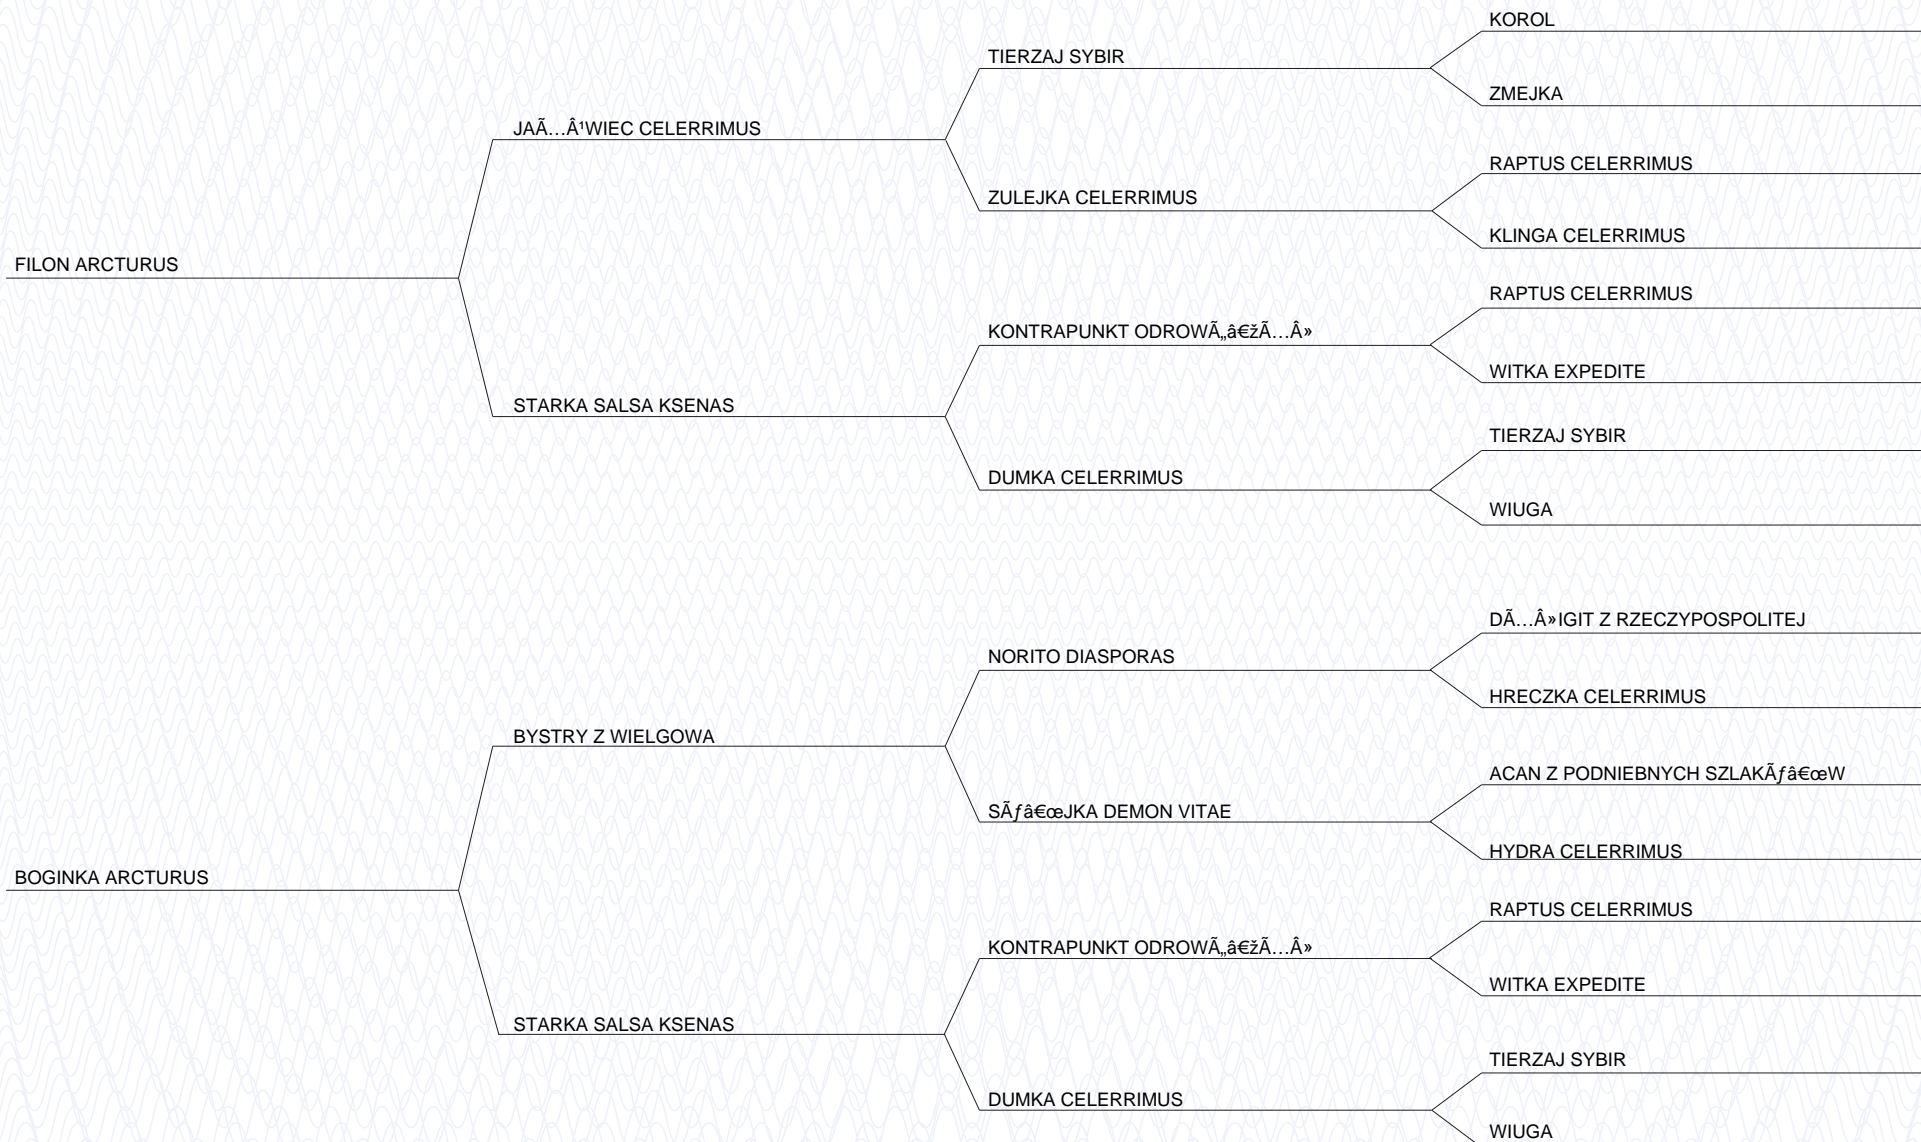 KOROL
TIERZAJ SYBIR
ZMEJKA
JAÃ…Â¹WIEC CELERRIMUS
RAPTUS CELERRIMUS
ZULEJKA CELERRIMUS
KLINGA CELERRIMUS
FILON ARCTURUS
RAPTUS CELERRIMUS
KONTRAPUNKT ODROWÃ„â€žÃ…Â»
WITKA EXPEDITE
STARKA SALSA KSENAS
TIERZAJ SYBIR
DUMKA CELERRIMUS
WIUGA
DÃ…Â»IGIT Z RZECZYPOSPOLITEJ
NORITO DIASPORAS
HRECZKA CELERRIMUS
BYSTRY Z WIELGOWA
ACAN Z PODNIEBNYCH SZLAKÃƒâ€œW
SÃƒâ€œJKA DEMON VITAE
HYDRA CELERRIMUS
BOGINKA ARCTURUS
RAPTUS CELERRIMUS
KONTRAPUNKT ODROWÃ„â€žÃ…Â»
WITKA EXPEDITE
STARKA SALSA KSENAS
TIERZAJ SYBIR
DUMKA CELERRIMUS
WIUGA